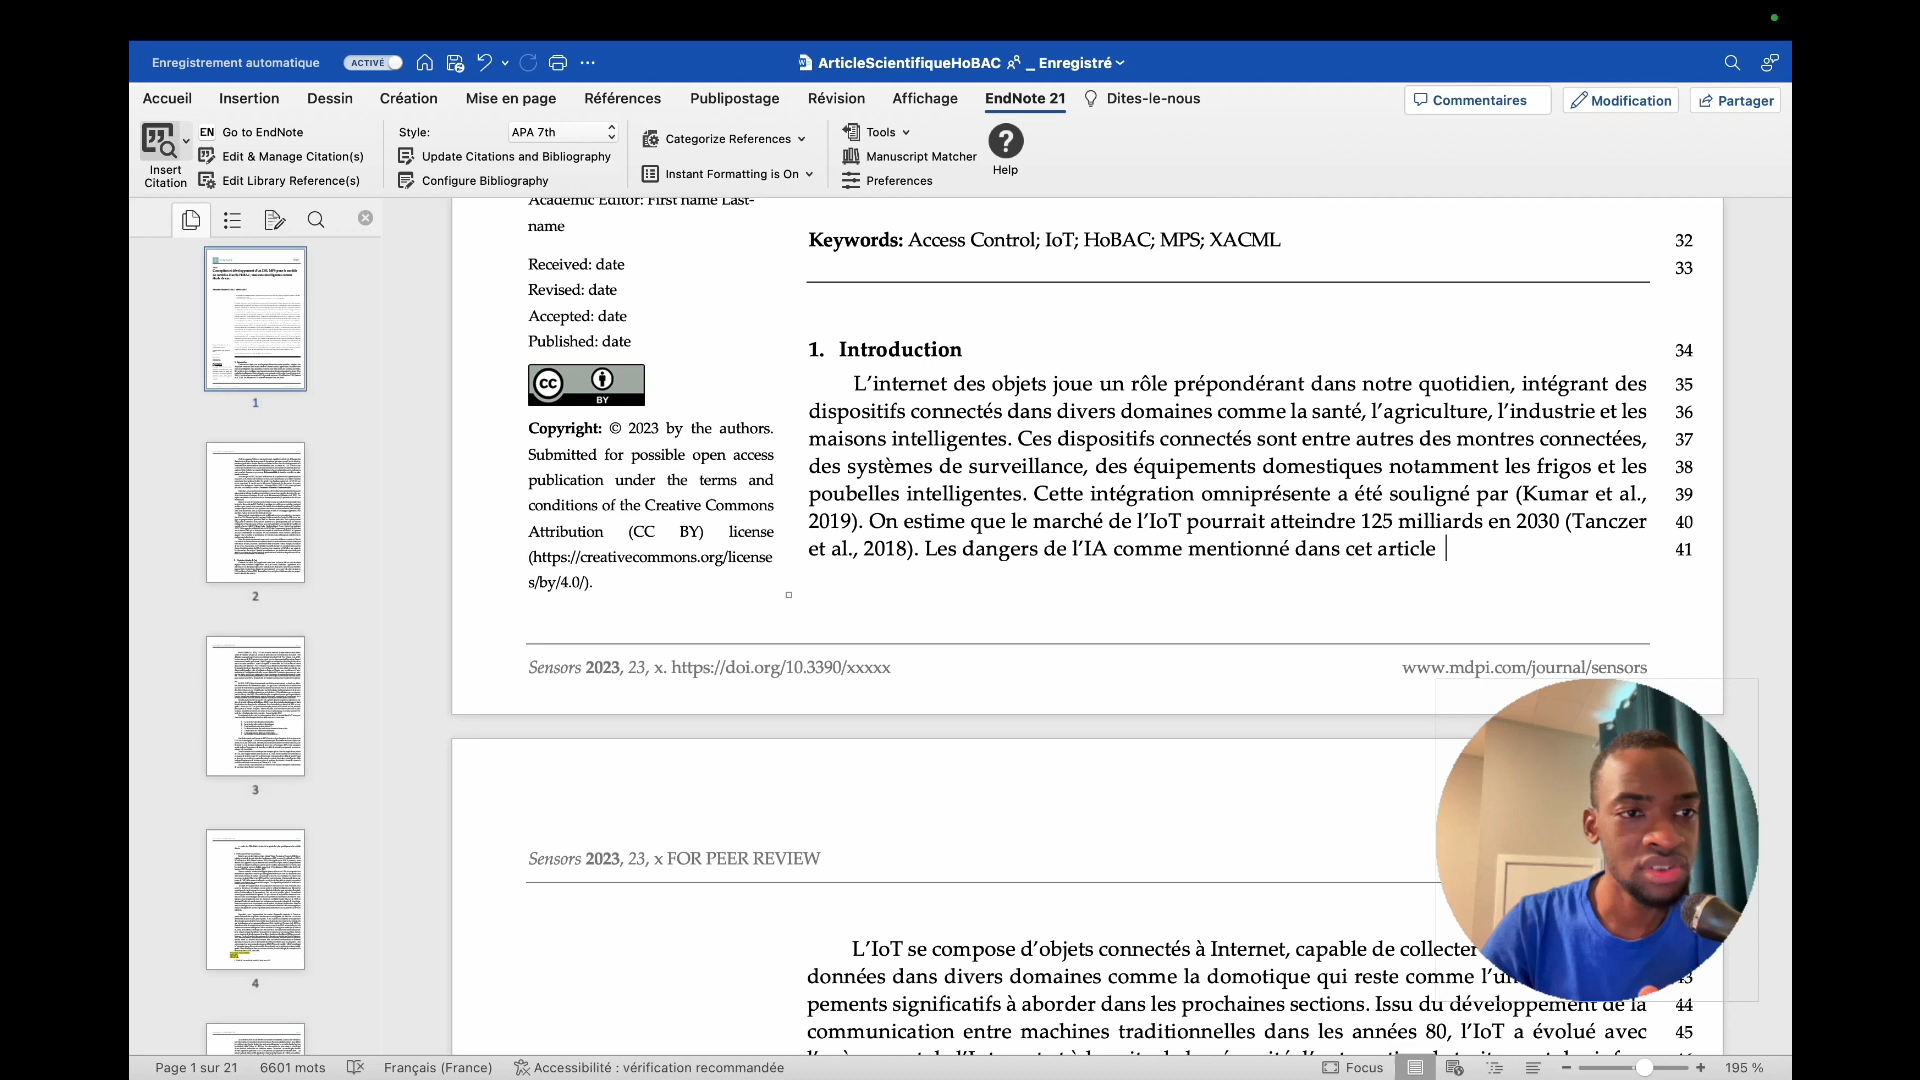 Enregistrement automatique
ACTIVÉ
ArticleScientifiqueHoBAC _ Enregistré
Accueil Insertion Dessin Création Mise en page Références Publipostage Révision Affichage EndNote 21 Dites-le-nous
Commentaires Modification Partager
Insert Citation
EN Go to EndNote
Edit & Manage Citation(s)
Edit Library Reference(s)
Style: APA 7th
Update Citations and Bibliography
Configure Bibliography
Categorize References
Instant Formatting is On
Tools
Manuscript Matcher
Preferences
? Help
1
2
3
4
Academic Editor: First name Last-
name
Received: date
Revised: date
Accepted: date
Published: date
cc
BY
Copyright: © 2023 by the authors.
Submitted for possible open access
publication under the terms and
conditions of the Creative Commons
Attribution (CC BY) license
(https://creativecommons.org/license
s/by/4.0/).
Keywords: Access Control; IoT; HoBAC; MPS; XACML 32
33
1. Introduction 34
L'internet des objets joue un rôle prépondérant dans notre quotidien, intégrant des 35
dispositifs connectés dans divers domaines comme la santé, l'agriculture, l'industrie et les 36
maisons intelligentes. Ces dispositifs connectés sont entre autres des montres connectées, 37
des systèmes de surveillance, des équipements domestiques notamment les frigos et les 38
poubelles intelligentes. Cette intégration omniprésente a été souligné par (Kumar et al., 39
2019). On estime que le marché de l'IoT pourrait atteindre 125 milliards en 2030 (Tanczer 40
et al., 2018). Les dangers de l'IA comme mentionné dans cet article 41
Sensors 2023, 23, x. https://doi.org/10.3390/xxxxx www.mdpi.com/journal/sensors
Sensors 2023, 23, x FOR PEER REVIEW
L'IoT se compose d'objets connectés à Internet, capable de collecter
données dans divers domaines comme la domotique qui reste comme l'un
pements significatifs à aborder dans les prochaines sections. Issu du développement de la 44
communication entre machines traditionnelles dans les années 80, l'IoT a évolué avec 45
Page 1 sur 21 6601 mots Français (France) Accessibilité : vérification recommandée Focus 195 %